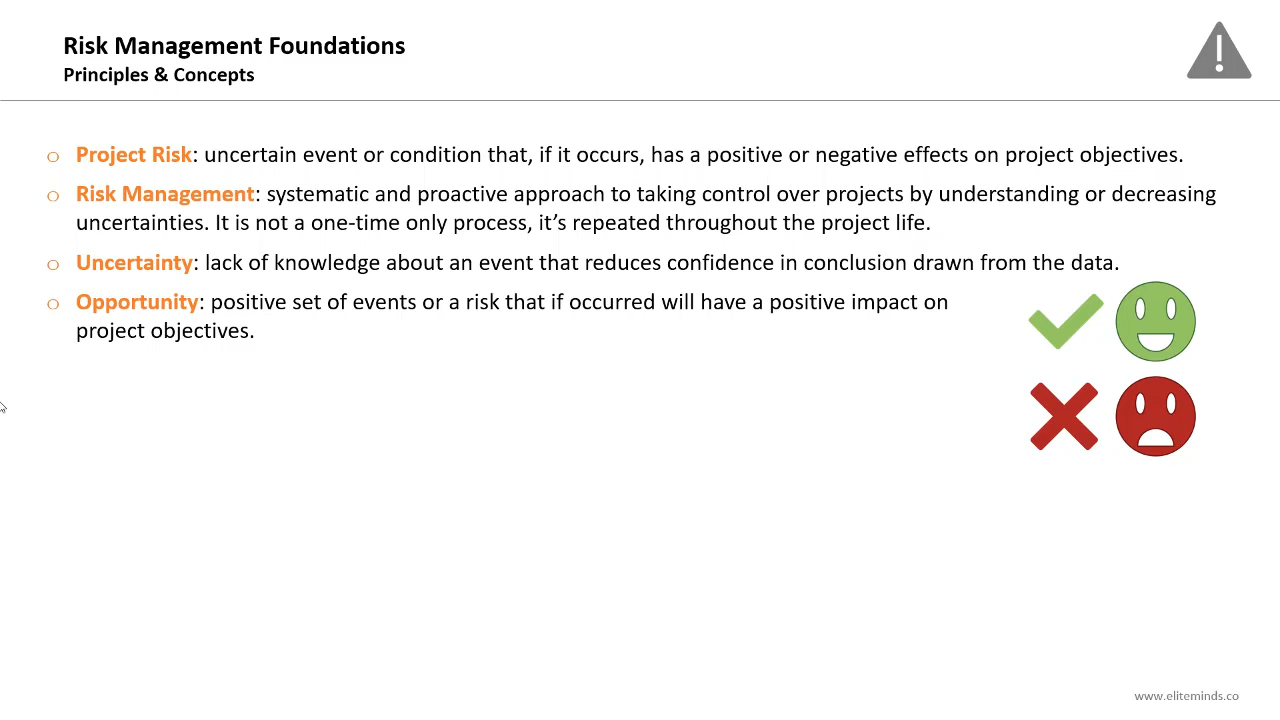 Risk Management Foundations
Principles & Concepts
o Project Risk: uncertain event or condition that, if it occurs, has a positive or negative effects on project objectives.
o Risk Management: systematic and proactive approach to taking control over projects by understanding or decreasing
uncertainties. It is not a one-time only process, it’s repeated throughout the project life.
o Uncertainty: lack of knowledge about an event that reduces confidence in conclusion drawn from the data.
o Opportunity: positive set of events or a risk that if occurred will have a positive impact on
project objectives.
www.eliteminds.co